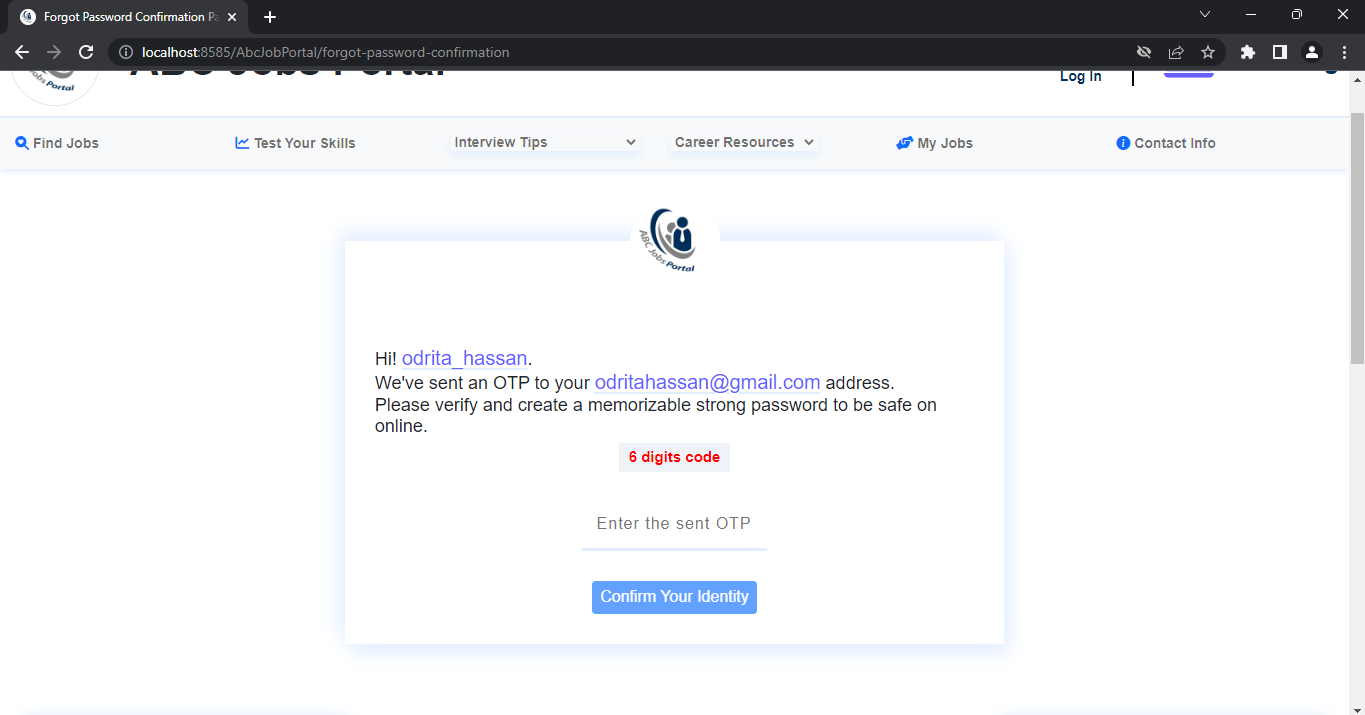 Forgot Password Confirmation Pa
localhost:8585/AbcJobPortal/forgot-password-confirmation
Jobs Portal
ABC Jobs Portal
Log In
Find Jobs
Test Your Skills
Interview Tips
Career Resources
My Jobs
Contact Info
ABC Jobs Portal
Hi! odrita_hassan.
We've sent an OTP to your odritahassan@gmail.com address.
Please verify and create a memorizable strong password to be safe on
online.
6 digits code
Enter the sent OTP
Confirm Your Identity